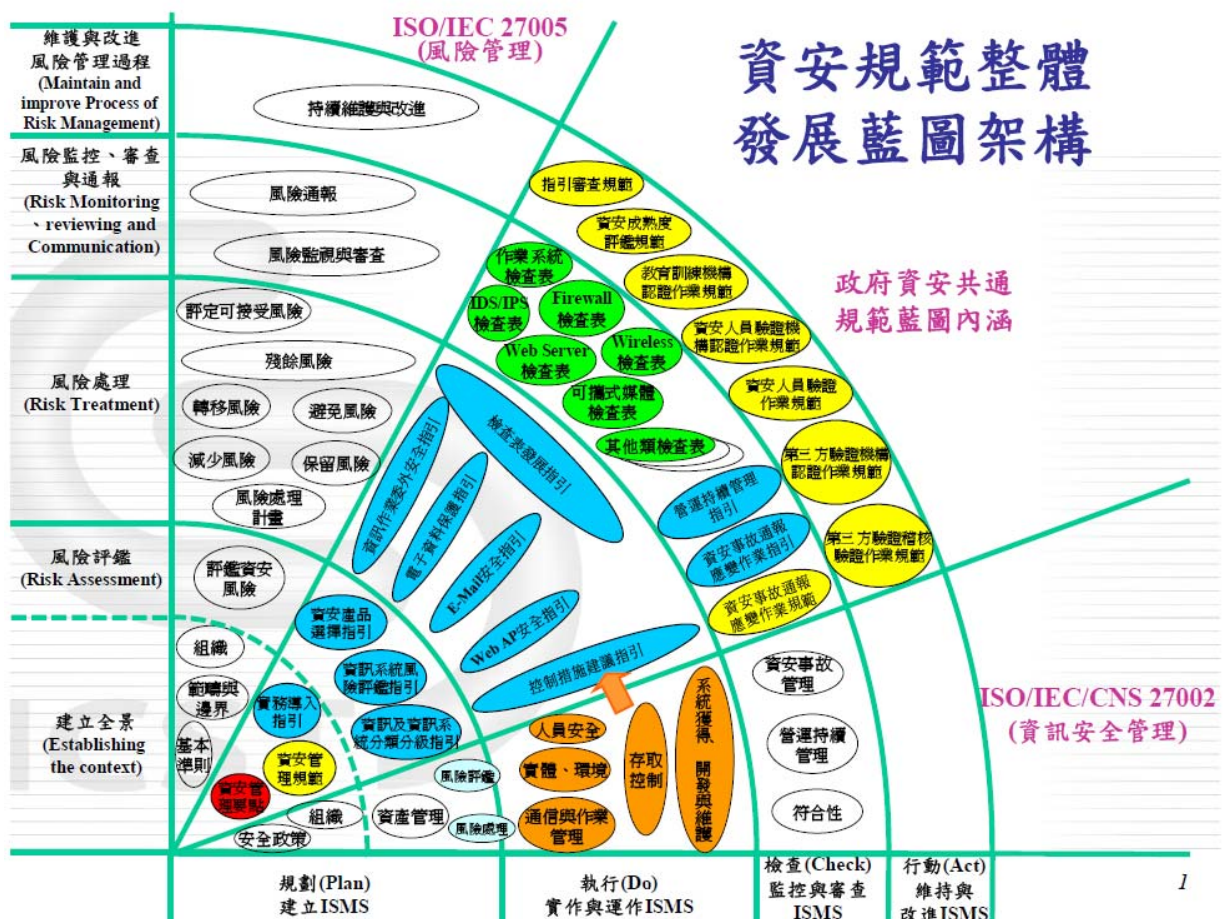 資安規範整體
發展藍圖架構
ISO/IEC 27005
(風險管理)
維護與改進
風險管理過程
(Maintain and
improve Process of
Risk Management)
持續維護與改進
風險監控、審查
與通報
(Risk Monitoring
、reviewing and
Communication)
風險通報
風險監視與審查
風險處理
(Risk Treatment)
評定可接受風險
殘餘風險
轉移風險
避免風險
減少風險
保留風險
風險處理
計畫
風險評鑑
(Risk Assessment)
評鑑資安
風險
建立全景
(Establishing
the context)
組織
範疇與
邊界
基本
準則
政府資安共通
規範藍圖內涵
指引審查規範
資安成熟度
評鑑規範
教育訓練機構
認證作業規範
資安人員驗證機
構認證作業規範
資安人員驗證
作業規範
第三方驗證機構
認證作業規範
第三方驗證稽核
驗證作業規範
作業系統
檢查表
IDS/IPS
檢查表
Firewall
檢查表
Web Server
檢查表
Wireless
檢查表
可攜式媒體
檢查表
其他類檢查表
檢查表發展指引
資訊作業委外安全指引
電子資料保護指引
E-Mail安全指引
Web AP安全指引
控制措施建議指引
營運持續管理
指引
資安事故通報
應變作業指引
資安事故通報
應變作業規範
資安產品
選擇指引
資訊系統風
險評鑑指引
資訊及資訊系
統分類分級指引
實務導入
指引
資安管
理規範
資安管
理要點
ISO/IEC/CNS 27002
(資訊安全管理)
安全政策
組織
資產管理
風險評鑑
風險處理
人員安全
實體、環境
通信與作業
管理
存取
控制
系統獲得、開發與維護
資安事故
管理
營運持續
管理
符合性
規劃(Plan)
建立ISMS
執行(Do)
實作與運作ISMS
檢查(Check)
監控與審查
ISMS
行動(Act)
維持與
改進ISMS
1